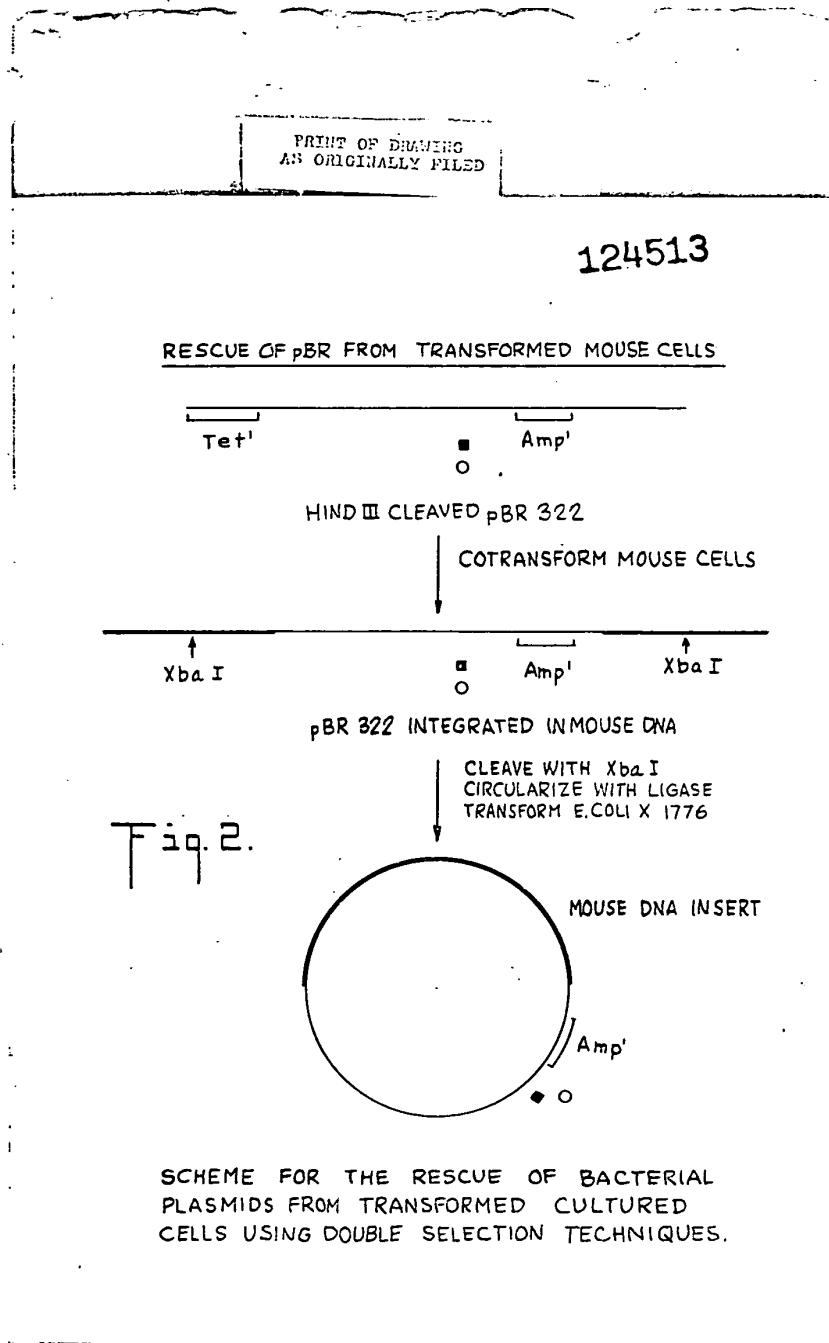 PRINT OF DRAWING
AS ORIGINALLY FILED
124513
RESCUE OF pBR FROM TRANSFORMED MOUSE CELLS
Tet'
Amp'
HIND III CLEAVED pBR 322
COTRANSFORM MOUSE CELLS
Xba I
Amp'
Xba I
pBR 322 INTEGRATED IN MOUSE DNA
CLEAVE WITH Xba I
CIRCULARIZE WITH LIGASE
TRANSFORM E.COLI X 1776
Fig. 2.
MOUSE DNA INSERT
Amp'
SCHEME FOR THE RESCUE OF BACTERIAL
PLASMIDS FROM TRANSFORMED CULTURED
CELLS USING DOUBLE SELECTION TECHNIQUES.